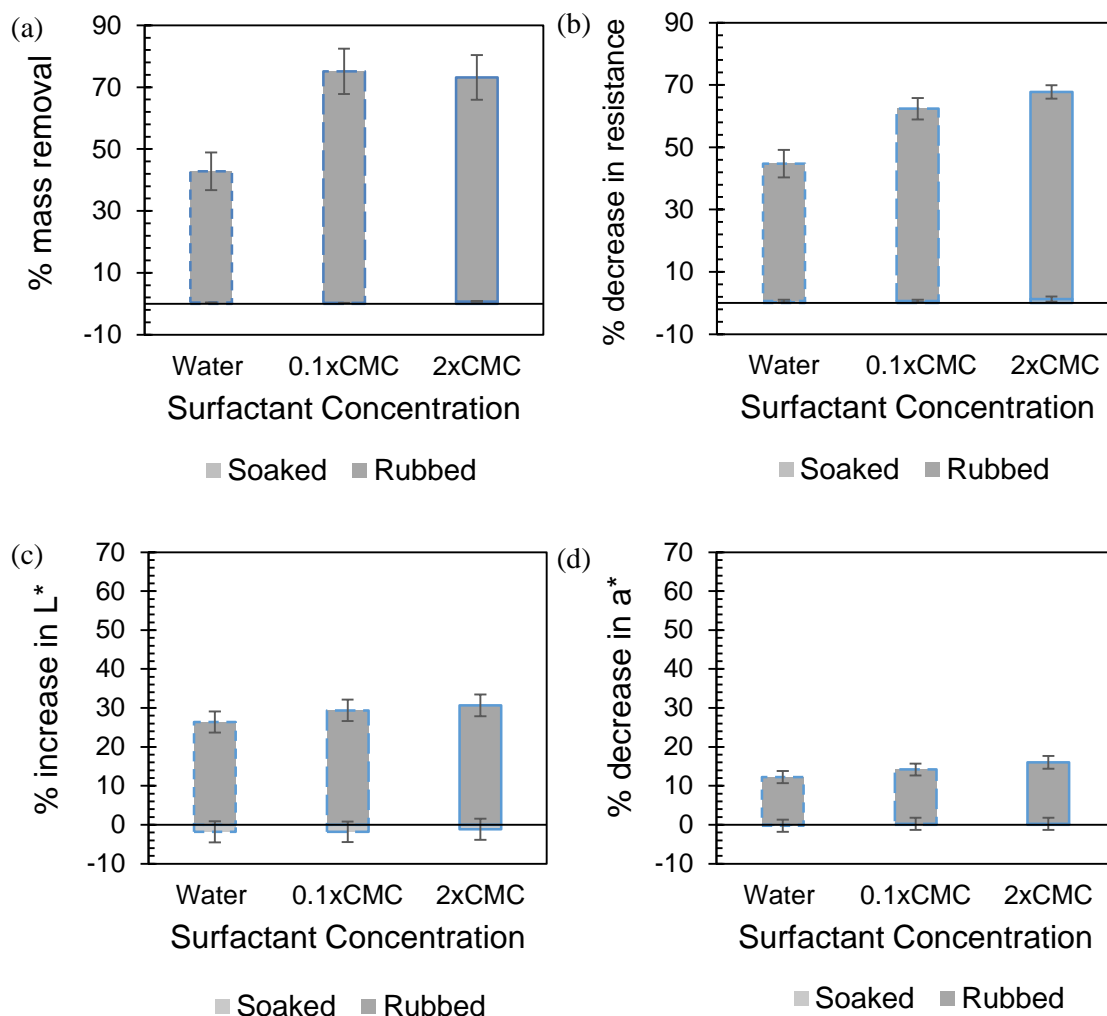 (a)
% mass removal
90
70
50
30
10
-10
Water 0.1xCMC 2xCMC
Surfactant Concentration
Soaked Rubbed
(b)
% decrease in resistance
90
70
50
30
10
-10
Water 0.1xCMC 2xCMC
Surfactant Concentration
Soaked Rubbed
(c)
% increase in L*
70
60
50
40
30
20
10
0
-10
Water 0.1xCMC 2xCMC
Surfactant Concentration
Soaked Rubbed
(d)
% decrease in a*
70
60
50
40
30
20
10
0
-10
Water 0.1xCMC 2xCMC
Surfactant Concentration
Soaked Rubbed